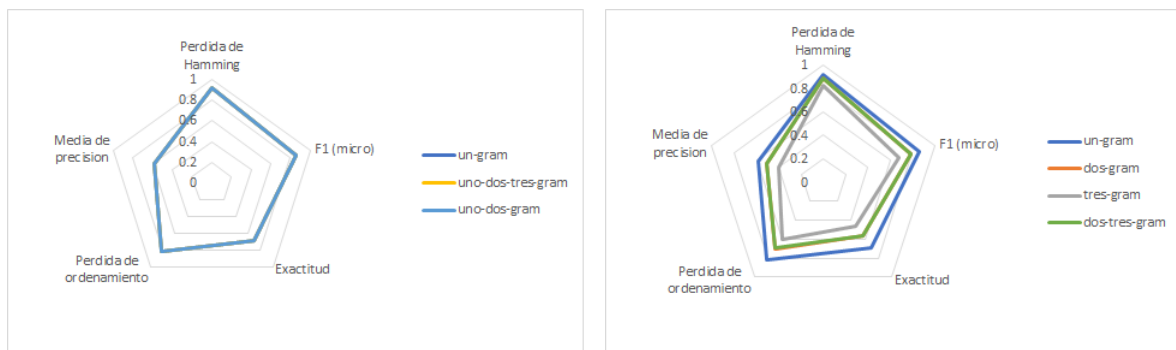 Perdida de
Hamming
1
0.8
0.6
0.4
0.2
0
F1 (micro)
Exactitud
Perdida de
ordenamiento
Media de
precision
un-gram
uno-dos-tres-gram
uno-dos-gram
Perdida de
Hamming
1
0.8
0.6
0.4
0.2
0
F1 (micro)
Exactitud
Perdida de
ordenamiento
Media de
precision
un-gram
dos-gram
tres-gram
dos-tres-gram